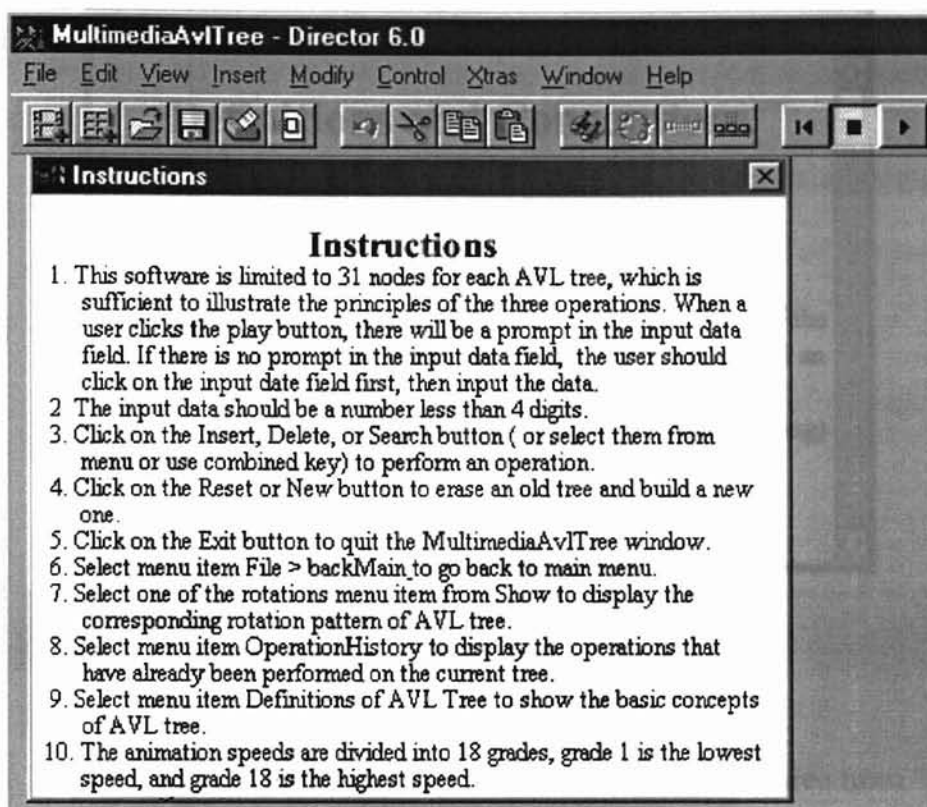 MultimediaAvlTree - Director 6.0
File Edit View Insert Modify Control Xtras Window Help
Instructions
Instructions
1. This software is limited to 31 nodes for each AVL tree, which is
sufficient to illustrate the principles of the three operations. When a
user clicks the play button, there will be a prompt in the input data
field. If there is no prompt in the input data field, the user should
click on the input date field first, then input the data.
2 The input data should be a number less than 4 digits.
3. Click on the Insert, Delete, or Search button ( or select them from
menu or use combined key) to perform an operation.
4. Click on the Reset or New button to erase an old tree and build a new
one.
5. Click on the Exit button to quit the MultimediaAvlTree window.
6. Select menu item File > backMain to go back to main menu.
7. Select one of the rotations menu item from Show to display the
corresponding rotation pattern of AVL tree.
8. Select menu item OperationHistory to display the operations that
have already been performed on the current tree.
9. Select menu item Definitions of AVL Tree to show the basic concepts
of AVL tree.
10. The animation speeds are divided into 18 grades, grade 1 is the lowest
speed, and grade 18 is the highest speed.